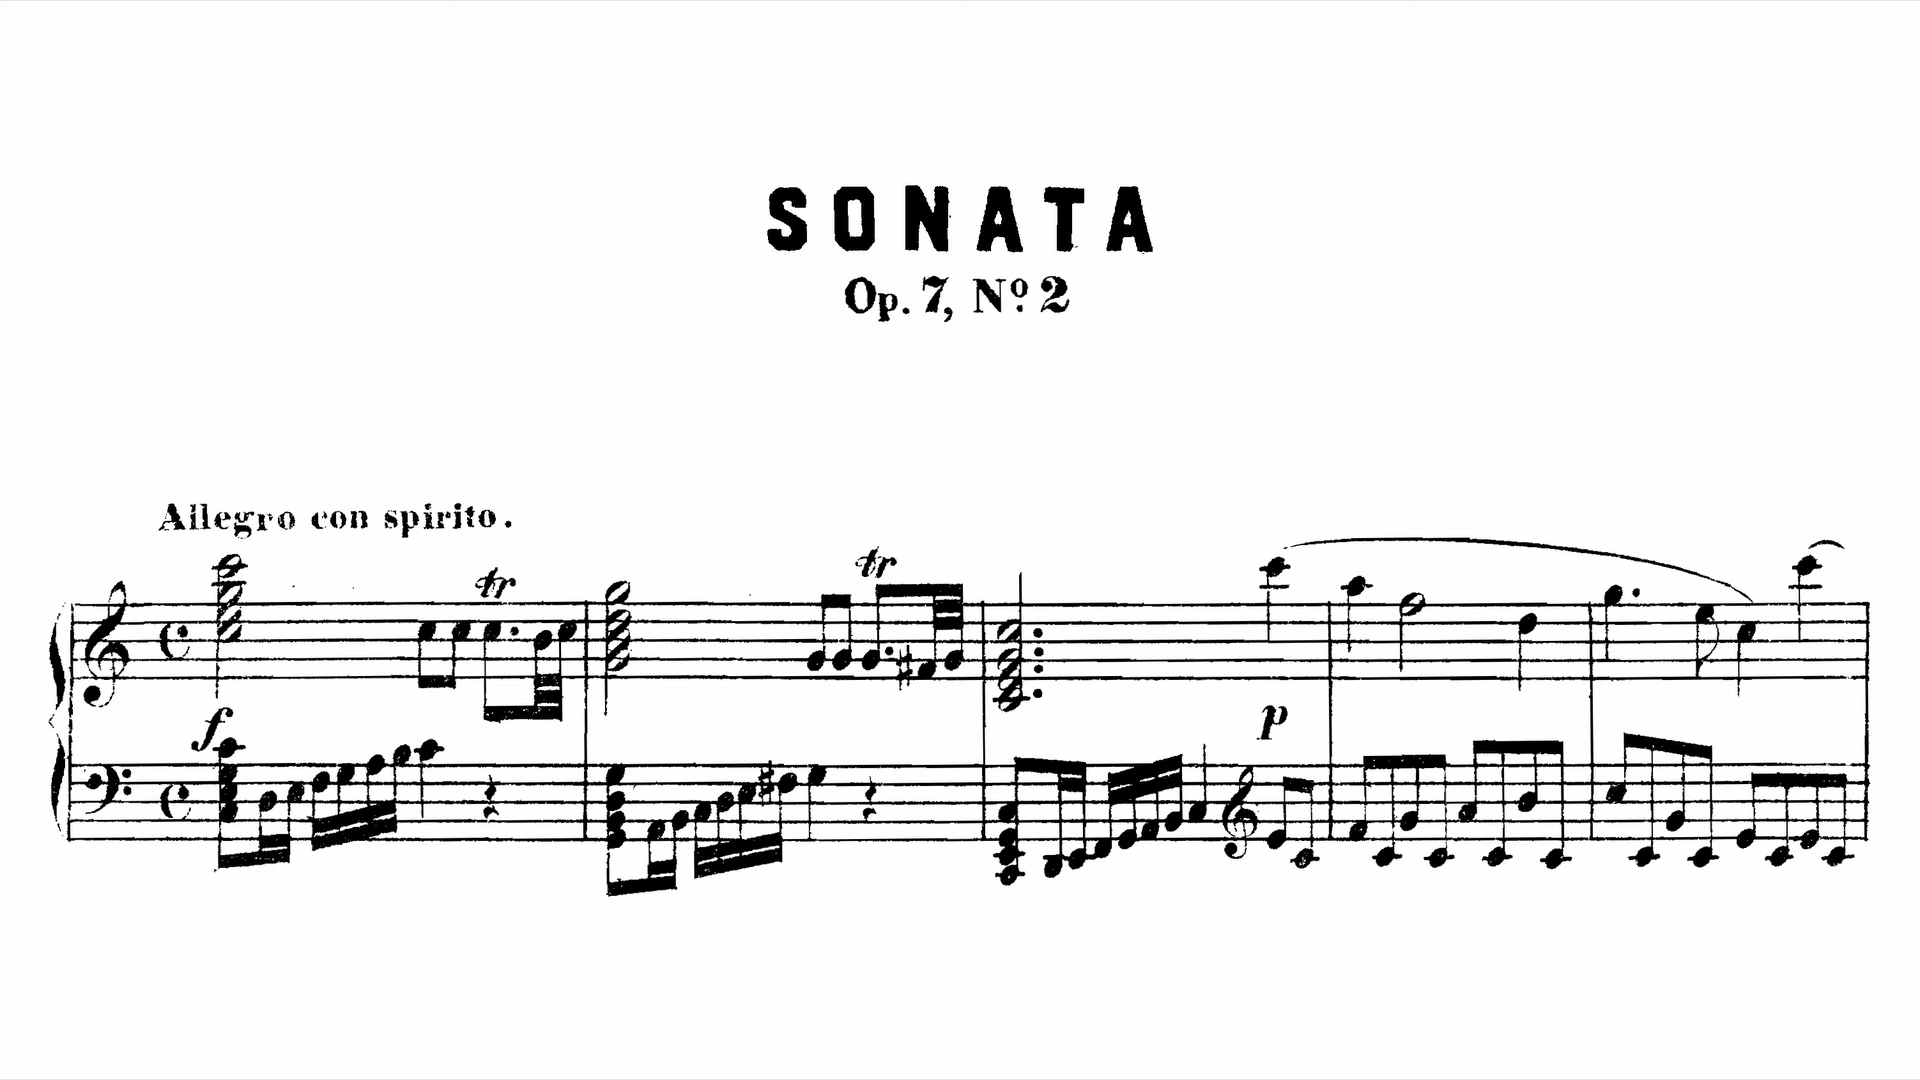 SONATA
Op. 7, Nº 2
Allegro con spirito.
tr
tr
f
p